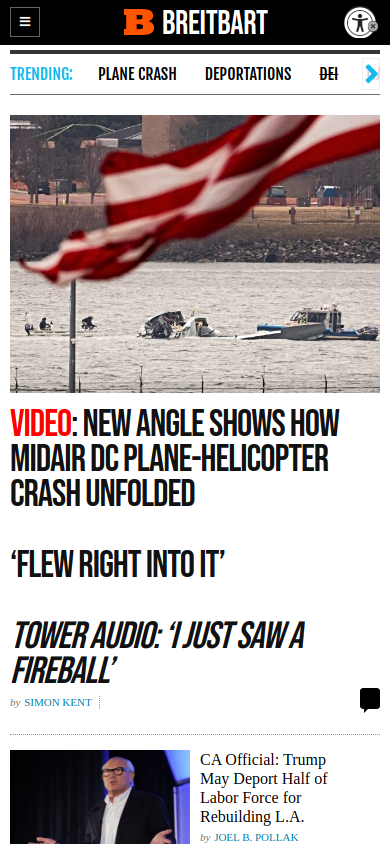 B BREITBART
TRENDING: PLANE CRASH DEPORTATIONS DEI
VIDEO: NEW ANGLE SHOWS HOW
MIDAIR DC PLANE-HELICOPTER
CRASH UNFOLDED
‘FLEW RIGHT INTO IT’
TOWER AUDIO: ‘I JUST SAW A
FIREBALL’
by SIMON KENT
CA Official: Trump
May Deport Half of
Labor Force for
Rebuilding L.A.
by JOEL B. POLLAK